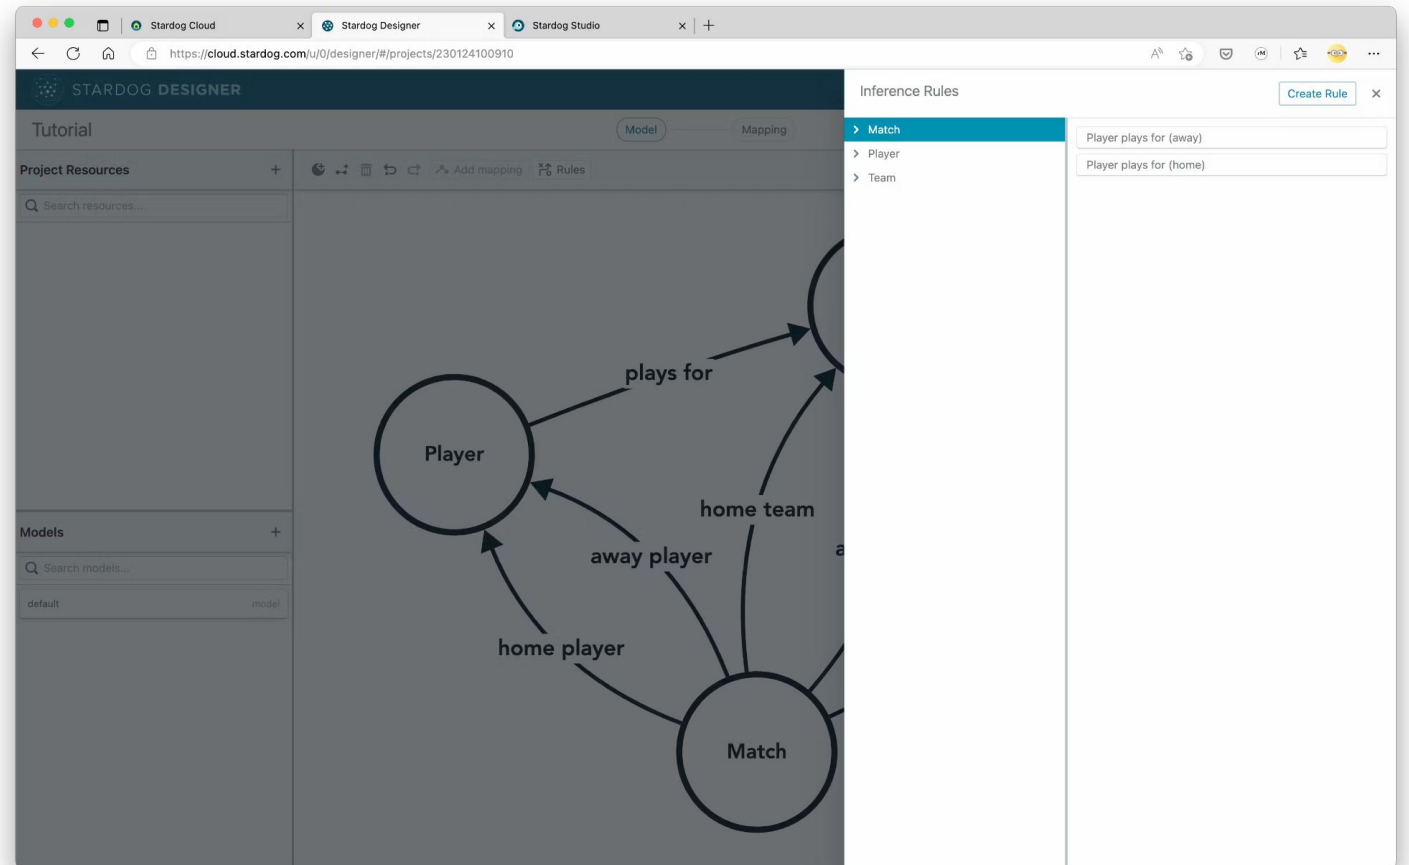 Stardog Cloud
Stardog Designer
Stardog Studio
https://cloud.stardog.com/u/0/designer/#/projects/230124100910
STARDOG DESIGNER
Inference Rules
Create Rule
Tutorial
Model
Mapping
Match
Player
Team
Player plays for (away)
Player plays for (home)
Project Resources
Add mapping
Rules
Search resources...
plays for
Player
home team
away player
home player
Match
Models
Search models...
default
model